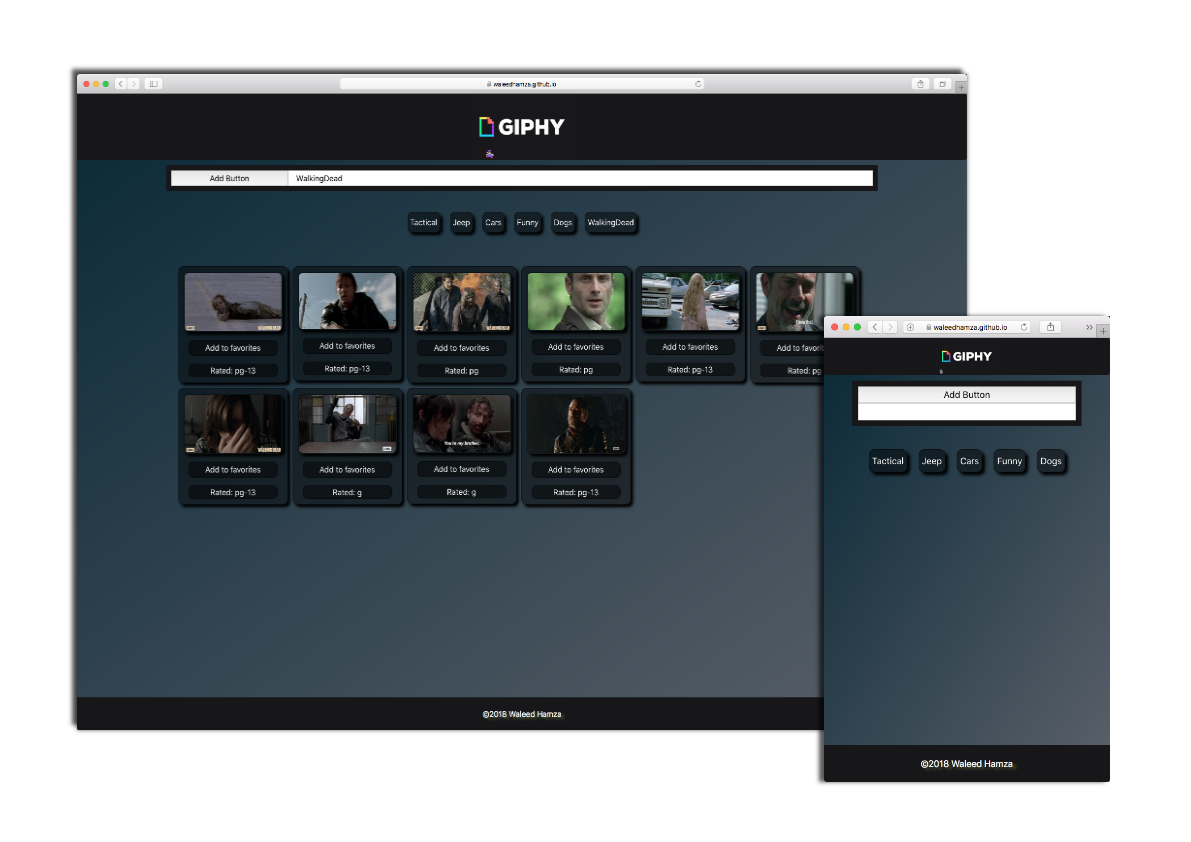 waleedhamza.github.io
GIPHY
Add Button WalkingDead
Tactical Jeep Cars Funny Dogs WalkingDead
Add to favorites Add to favorites Add to favorites Add to favorites Add to favorites Add to favor
Rated: pg-13 Rated: pg-13 Rated: pg Rated: pg Rated: pg-13 Rated: pg
You're my brother.
Add to favorites Add to favorites Add to favorites Add to favorites
Rated: pg-13 Rated: g Rated: g Rated: pg-13
©2018 Waleed Hamza
waleedhamza.github.io
GIPHY
Add Button
Tactical Jeep Cars Funny Dogs
©2018 Waleed Hamza